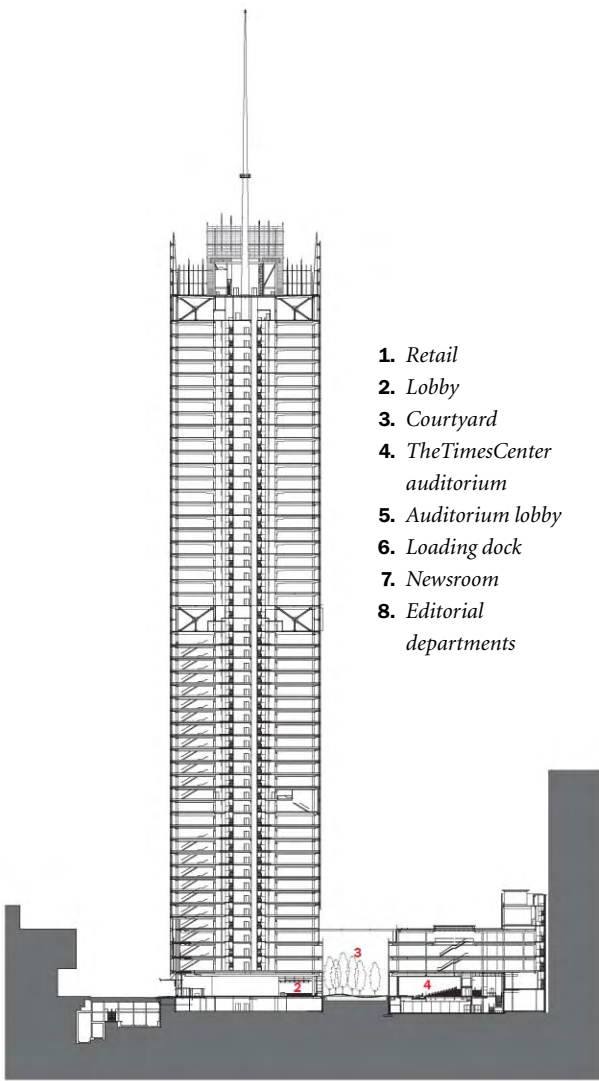 1. Retail
2. Lobby
3. Courtyard
4. TheTimesCenter
auditorium
5. Auditorium lobby
6. Loading dock
7. Newsroom
8. Editorial
departments
3
2
4